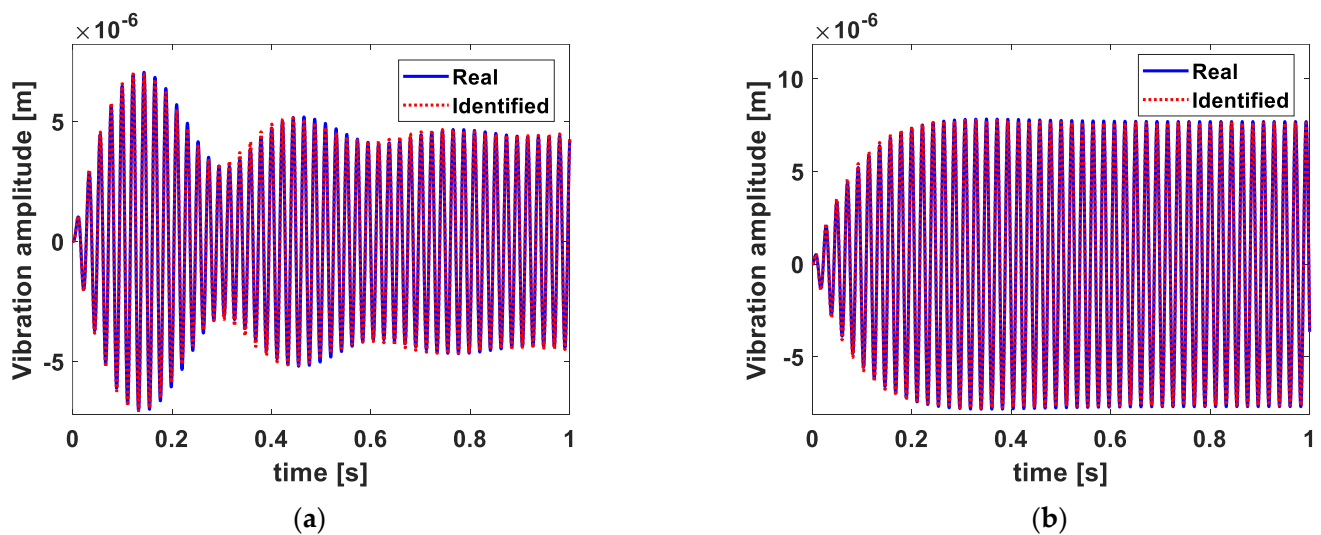 ×10⁻⁶
Vibration amplitude [m]
5
0
-5
Real
Identified
0 0.2 0.4 0.6 0.8 1
time [s]
(a)
×10⁻⁶
Vibration amplitude [m]
10
5
0
-5
Real
Identified
0 0.2 0.4 0.6 0.8 1
time [s]
(b)